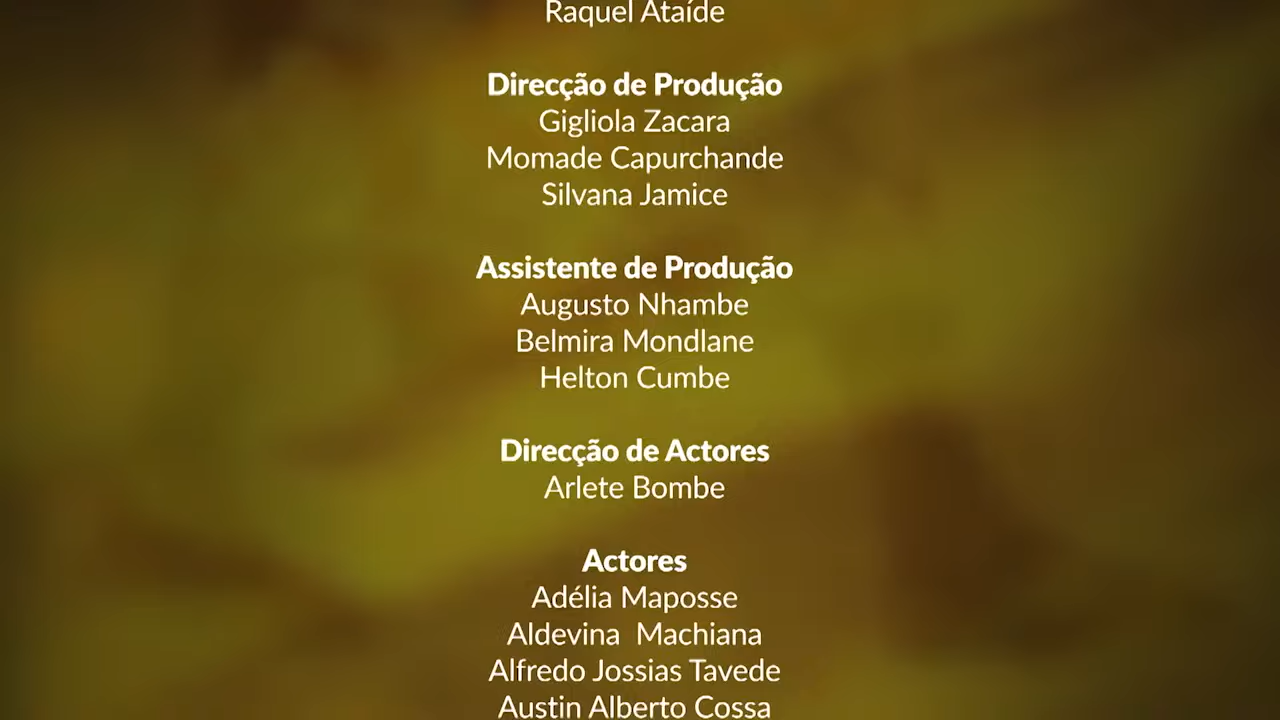 Raquel Ataíde
Direcção de Produção
Gigliola Zacara
Momade Capurchande
Silvana Jamice
Assistente de Produção
Augusto Nhambe
Belmira Mondlane
Helton Cumbe
Direcção de Actores
Arlete Bombe
Actores
Adélia Maposse
Aldevina  Machiana
Alfredo Jossias Tavede
Austin Alberto Cossa